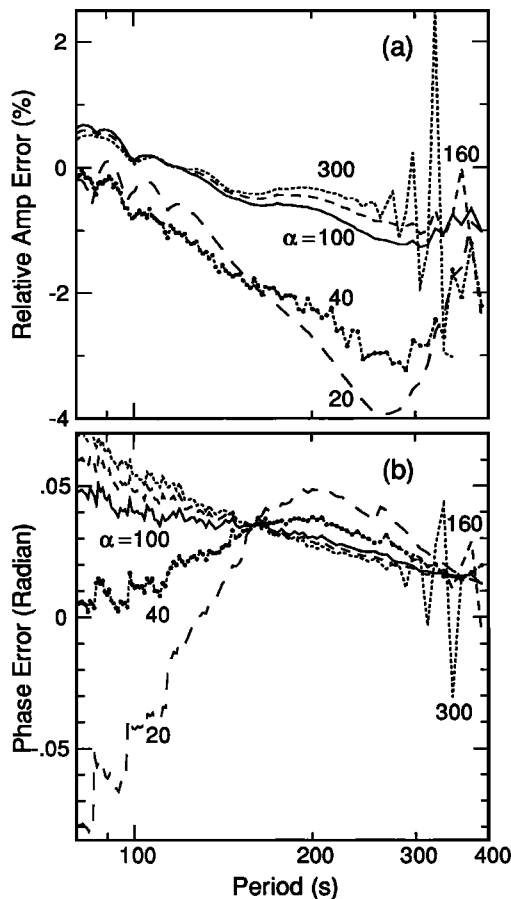 (a)
2
0
-2
-4
Relative Amp Error (%)
300
160
α=100
40
20
(b)
.05
0
.05
Phase Error (Radian)
α=100
40
20
160
300
100
200
300
400
Period (s)